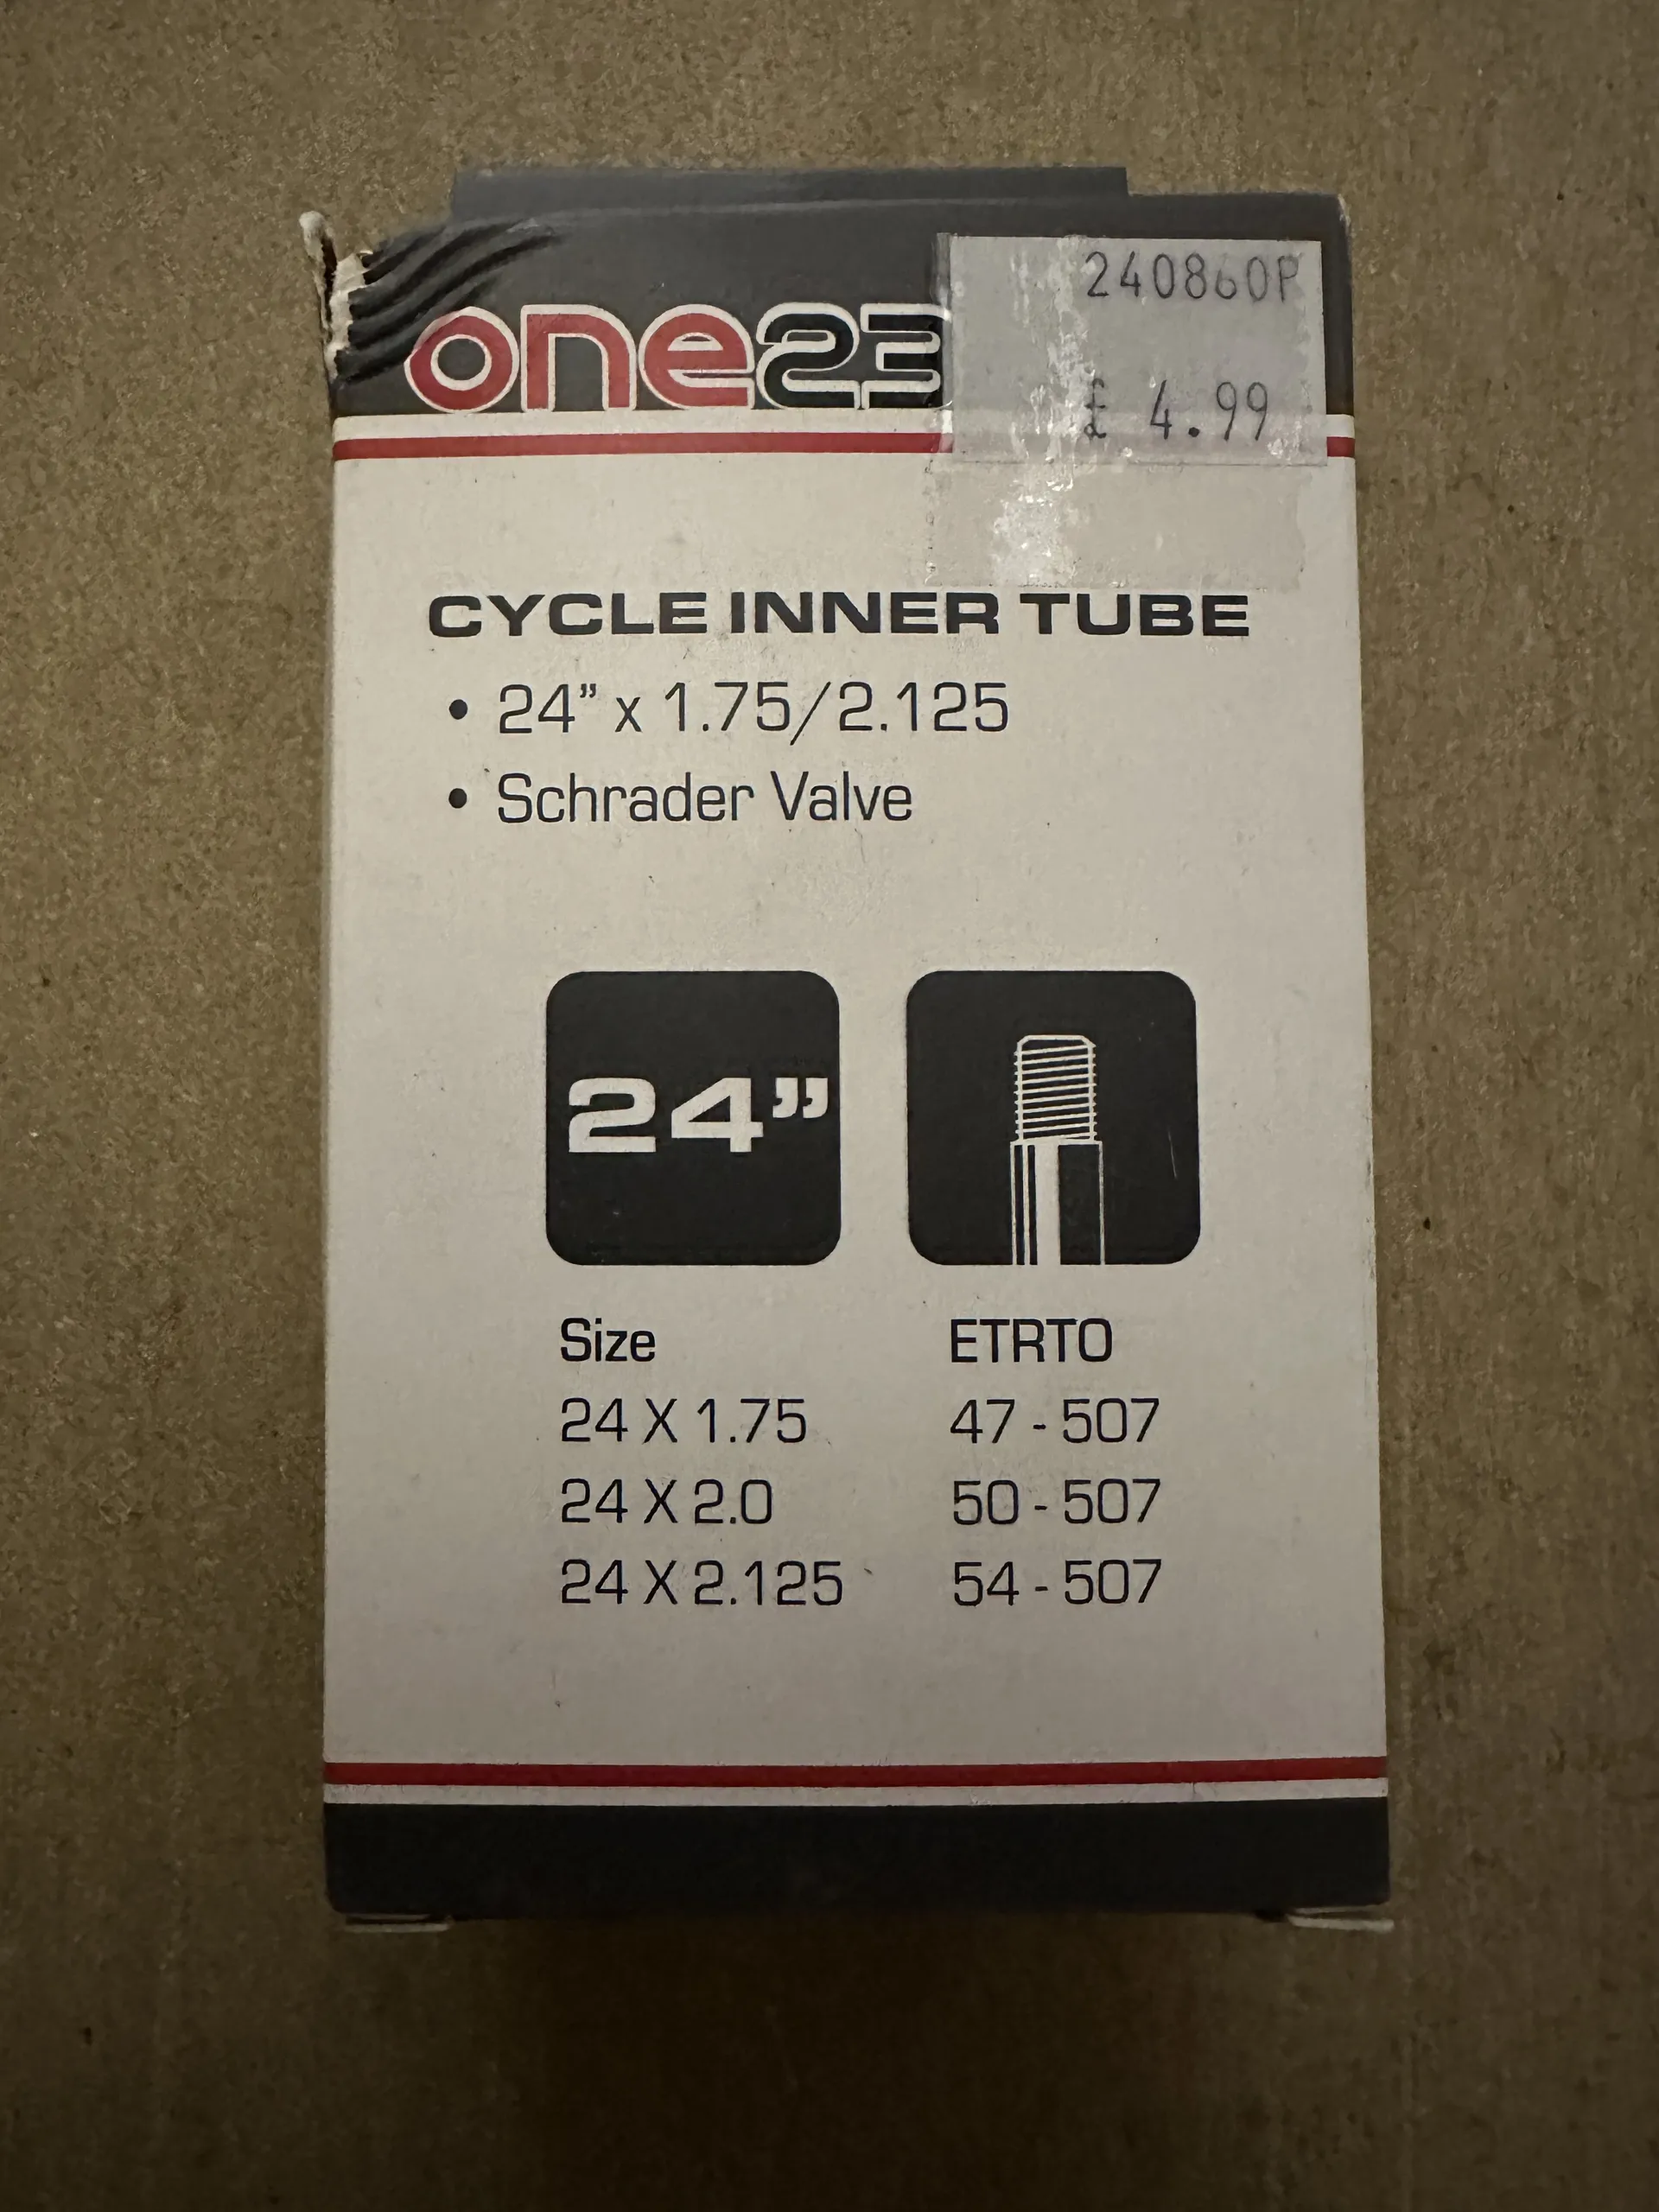 240860P
one23
£ 4.99
CYCLE INNER TUBE
• 24” x 1.75/2.125
• Schrader Valve
24”
Size ETRTO
24 X 1.75 47 - 507
24 X 2.0 50 - 507
24 X 2.125 54 - 507